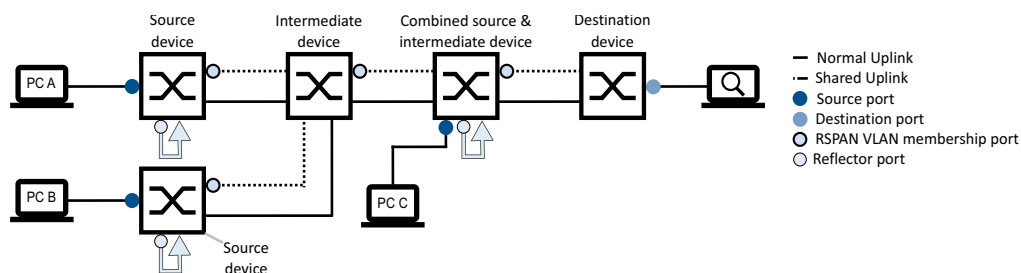 Source
device
Intermediate
device
Combined source &
intermediate device
Destination
device
PC A
Normal Uplink
Shared Uplink
Source port
Destination port
RSPAN VLAN membership port
Reflector port
PC B
PC C
Source
device